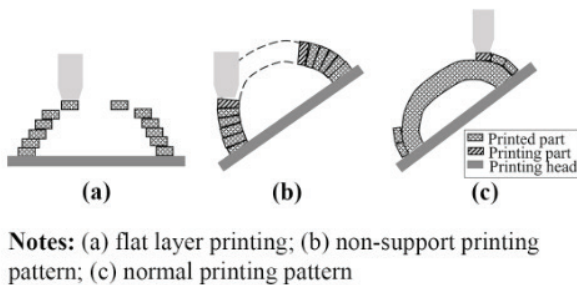 Printed part
Printing part
Printing head
(a)
(b)
(c)
Notes: (a) flat layer printing; (b) non-support printing
pattern; (c) normal printing pattern